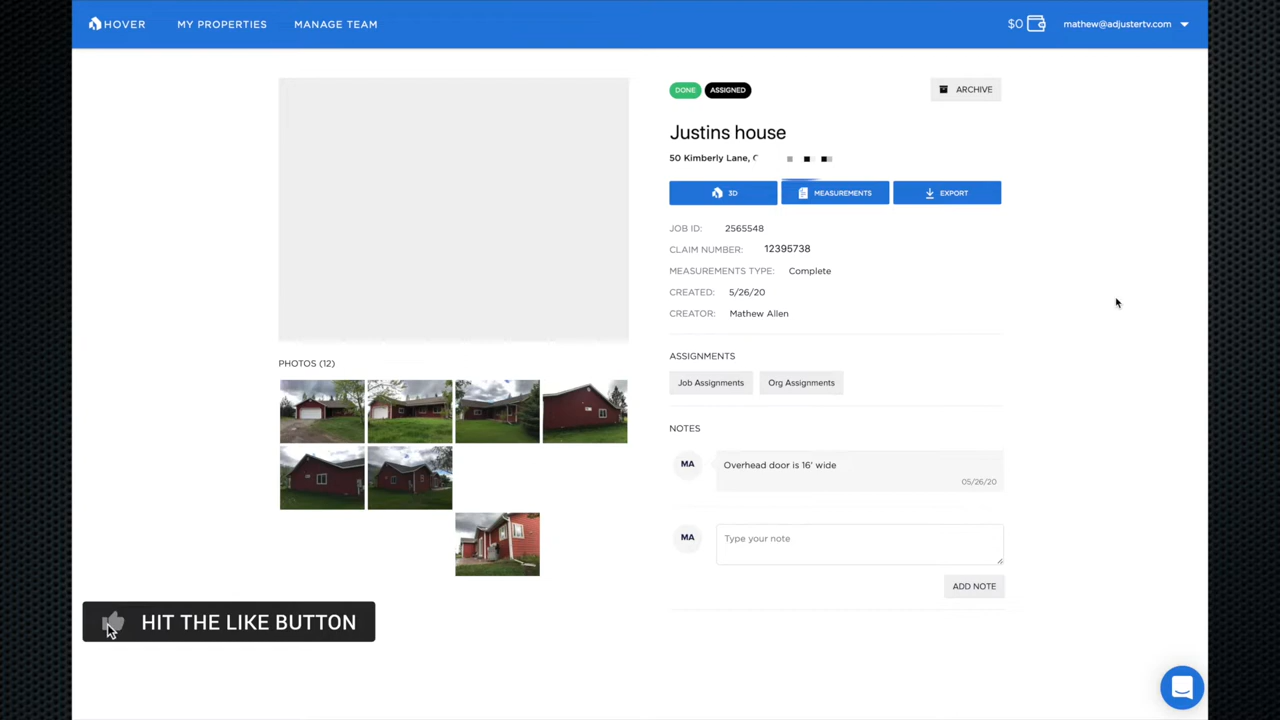 HOVER MY PROPERTIES MANAGE TEAM $0 mathew@adjustertv.com
DONE ASSIGNED ARCHIVE
Justins house
50 Kimberly Lane,
3D MEASUREMENTS EXPORT
JOB ID: 2565548
CLAIM NUMBER: 12395738
MEASUREMENTS TYPE: Complete
CREATED: 5/26/20
CREATOR: Mathew Allen
PHOTOS (12)
ASSIGNMENTS
Job Assignments Org Assignments
NOTES
MA Overhead door is 16' wide
05/26/20
MA Type your note
ADD NOTE
HIT THE LIKE BUTTON